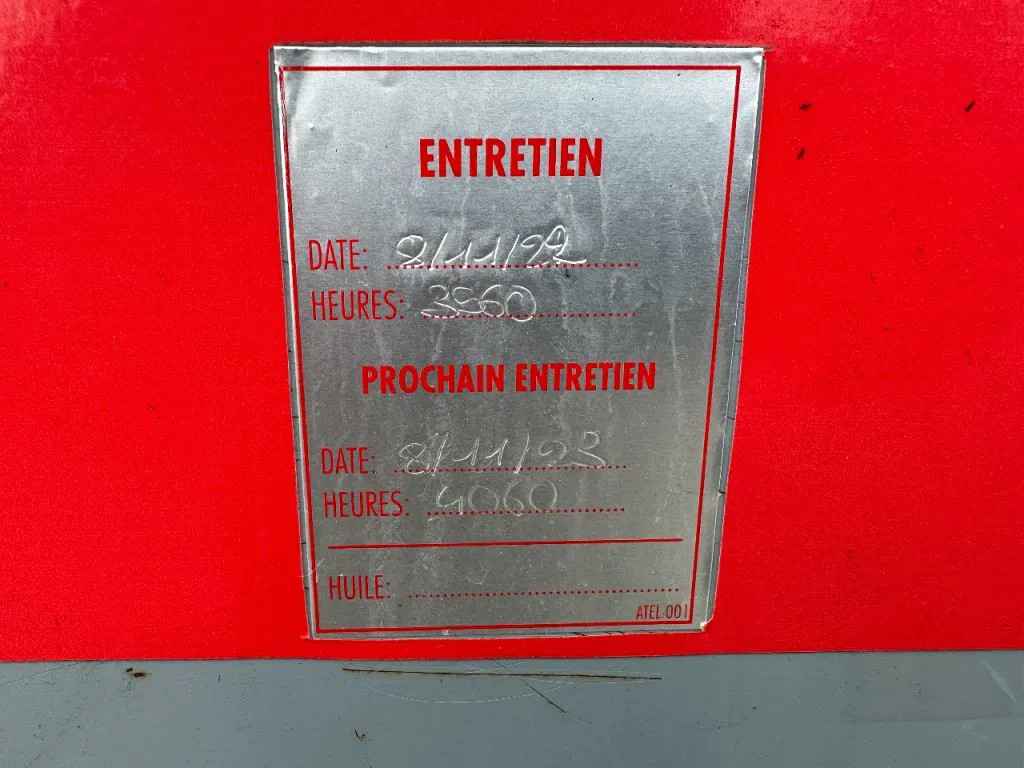 ENTRETIEN
DATE: 8/11/22
HEURES: 3560
PROCHAIN ENTRETIEN
DATE: 8/11/23
HEURES: 4060
HUILE:
ATEL.001